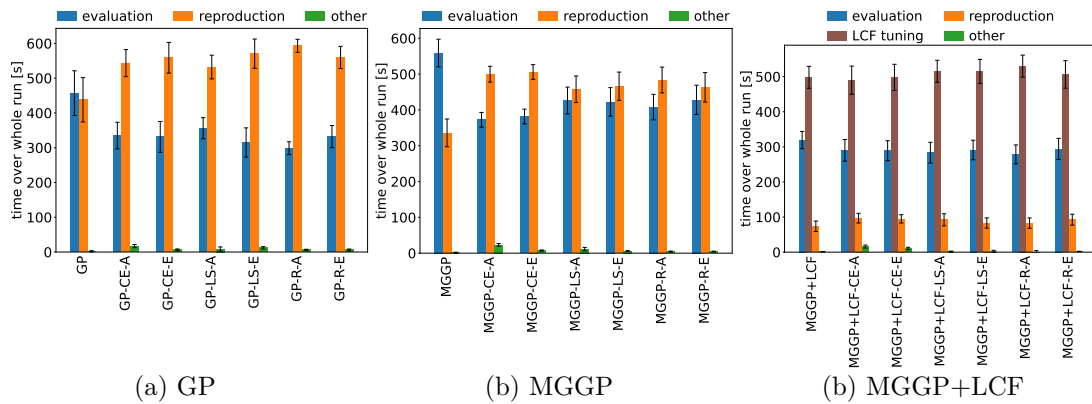 evaluation reproduction other
time over whole run [s]
600
500
400
300
200
100
0
GP
GP-CE-A
GP-CE-E
GP-LS-A
GP-LS-E
GP-R-A
GP-R-E
(a) GP
evaluation reproduction other
time over whole run [s]
600
500
400
300
200
100
0
MGGP
MGGP-CE-A
MGGP-CE-E
MGGP-LS-A
MGGP-LS-E
MGGP-R-A
MGGP-R-E
(b) MGGP
evaluation reproduction
LCF tuning other
time over whole run [s]
500
400
300
200
100
0
MGGP+LCF
MGGP+LCF-CE-A
MGGP+LCF-CE-E
MGGP+LCF-LS-A
MGGP+LCF-LS-E
MGGP+LCF-R-A
MGGP+LCF-R-E
(b) MGGP+LCF